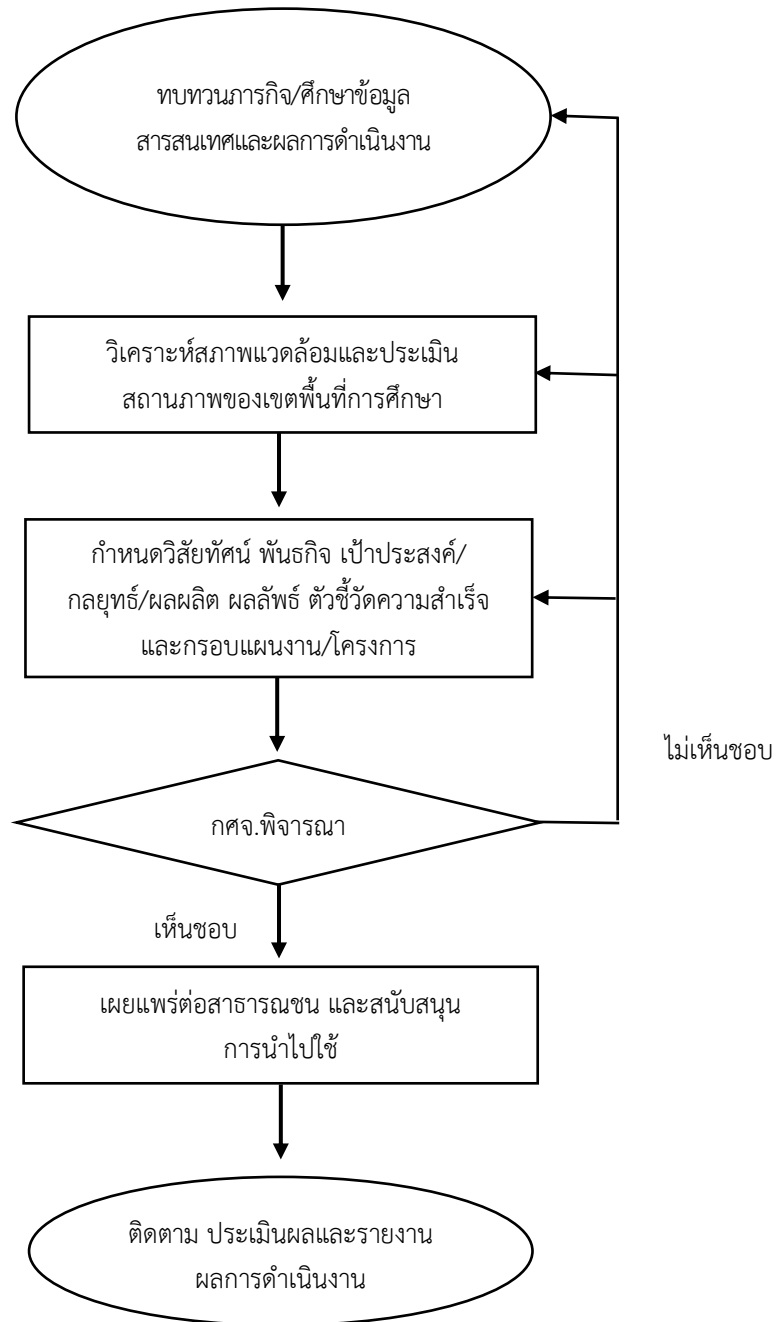 ทบทวนภารกิจ/ศึกษาข้อมูล
สารสนเทศและผลการดำเนินงาน
วิเคราะห์สภาพแวดล้อมและประเมิน
สถานภาพของเขตพื้นที่การศึกษา
กำหนดวิสัยทัศน์ พันธกิจ เป้าประสงค์/
กลยุทธ์/ผลผลิต ผลลัพธ์ ตัวชี้วัดความสำเร็จ
และกรอบแผนงาน/โครงการ
ไม่เห็นชอบ
กศจ.พิจารณา
เห็นชอบ
เผยแพร่ต่อสาธารณชน และสนับสนุน
การนำไปใช้
ติดตาม ประเมินผลและรายงาน
ผลการดำเนินงาน